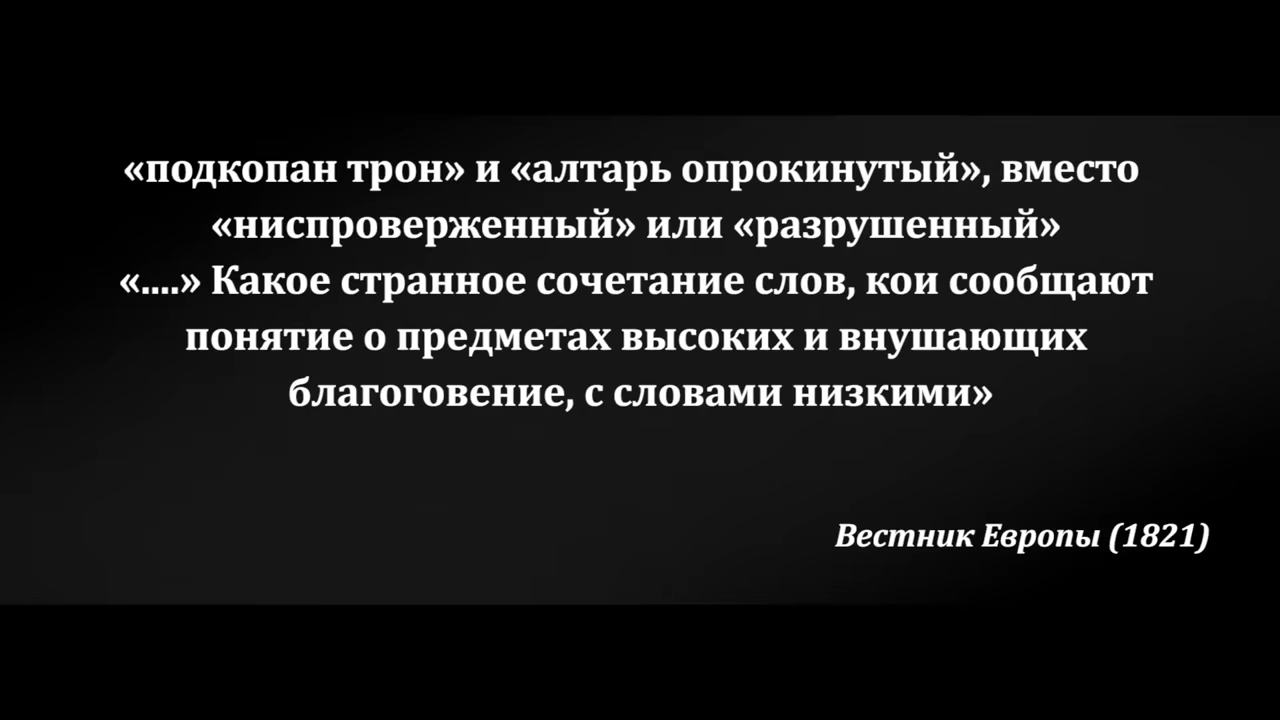 «подкопан трон» и «алтарь опрокинутый», вместо
«ниспроверженный» или «разрушенный»
«....» Какое странное сочетание слов, кои сообщают
понятие о предметах высоких и внушающих
благоговение, с словами низкими»
Вестник Европы (1821)